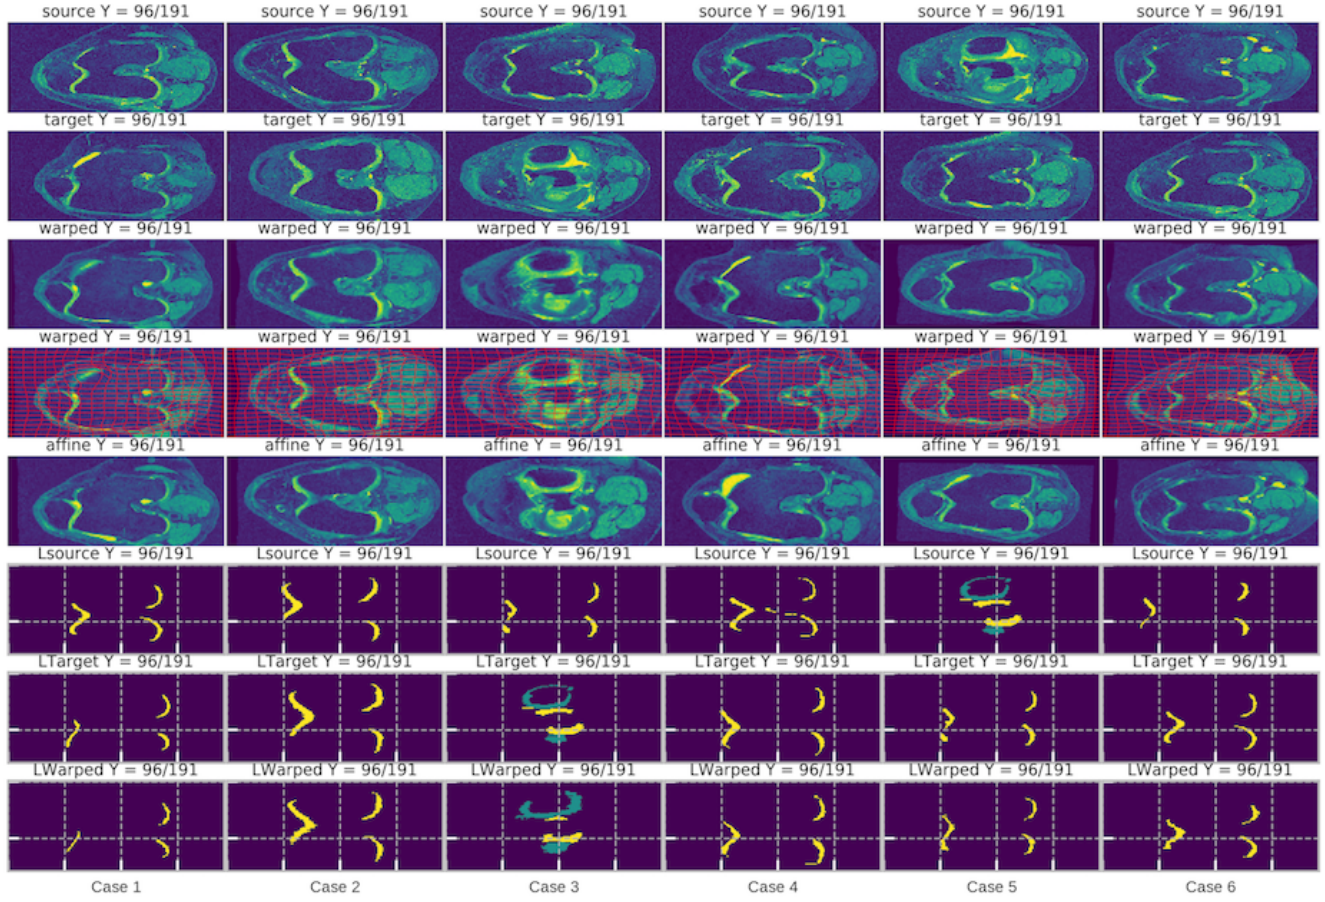 source Y = 96/191 source Y = 96/191 source Y = 96/191 source Y = 96/191 source Y = 96/191 source Y = 96/191
target Y = 96/191 target Y = 96/191 target Y = 96/191 target Y = 96/191 target Y = 96/191 target Y = 96/191
warped Y = 96/191 warped Y = 96/191 warped Y = 96/191 warped Y = 96/191 warped Y = 96/191 warped Y = 96/191
warped Y = 96/191 warped Y = 96/191 warped Y = 96/191 warped Y = 96/191 warped Y = 96/191 warped Y = 96/191
affine Y = 96/191 affine Y = 96/191 affine Y = 96/191 affine Y = 96/191 affine Y = 96/191 affine Y = 96/191
Lsource Y = 96/191 Lsource Y = 96/191 Lsource Y = 96/191 Lsource Y = 96/191 Lsource Y = 96/191 Lsource Y = 96/191
LTarget Y = 96/191 LTarget Y = 96/191 LTarget Y = 96/191 LTarget Y = 96/191 LTarget Y = 96/191 LTarget Y = 96/191
LWarped Y = 96/191 LWarped Y = 96/191 LWarped Y = 96/191 LWarped Y = 96/191 LWarped Y = 96/191 LWarped Y = 96/191
Case 1 Case 2 Case 3 Case 4 Case 5 Case 6